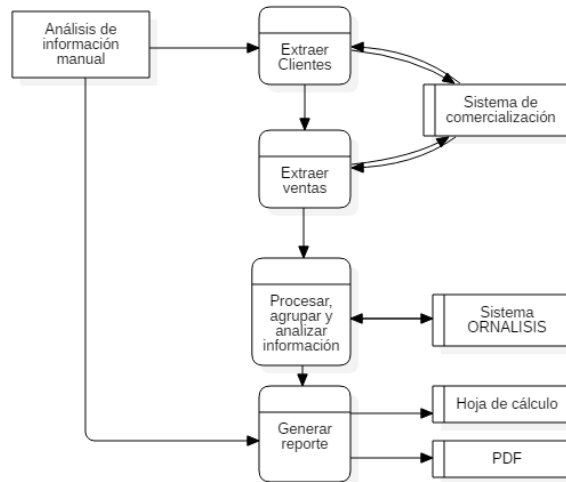 Análisis de
información
manual
Extraer
Clientes
Sistema de
comercialización
Extraer
ventas
Procesar,
agrupar y
analizar
información
Sistema
ORNALISIS
Generar
reporte
Hoja de cálculo
PDF